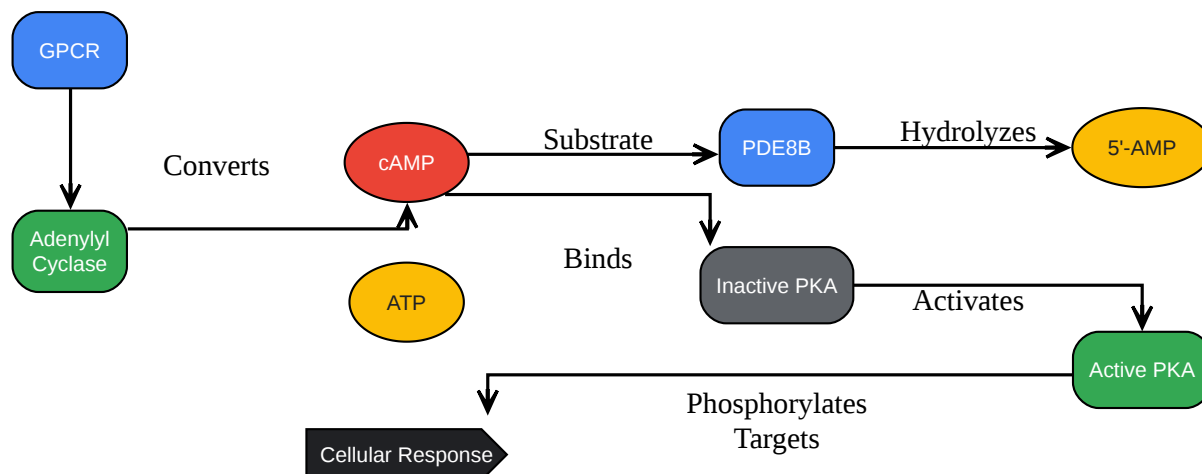 GPCR
Converts
cAMP
Substrate
PDE8B
Hydrolyzes
5'-AMP
Adenylyl
Cyclase
ATP
Binds
Inactive PKA
Activates
Active PKA
Phosphorylates
Targets
Cellular Response